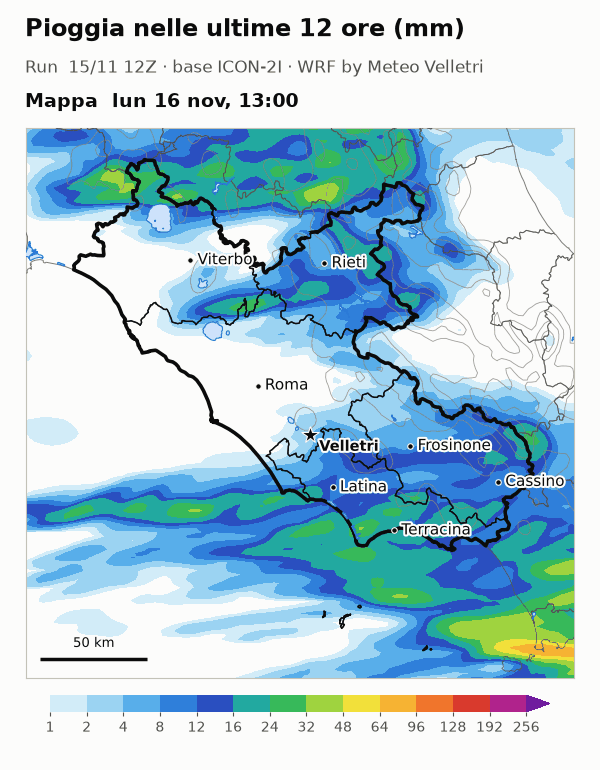 Pioggia nelle ultime 12 ore (mm)
Run  15/11 12Z · base ICON-2I · WRF by Meteo Velletri
Mappa  lun 16 nov, 13:00
Viterbo
Rieti
Roma
Velletri
Frosinone
Cassino
Latina
Terracina
50 km
1 2 4 8 12 16 24 32 48 64 96 128 192 256